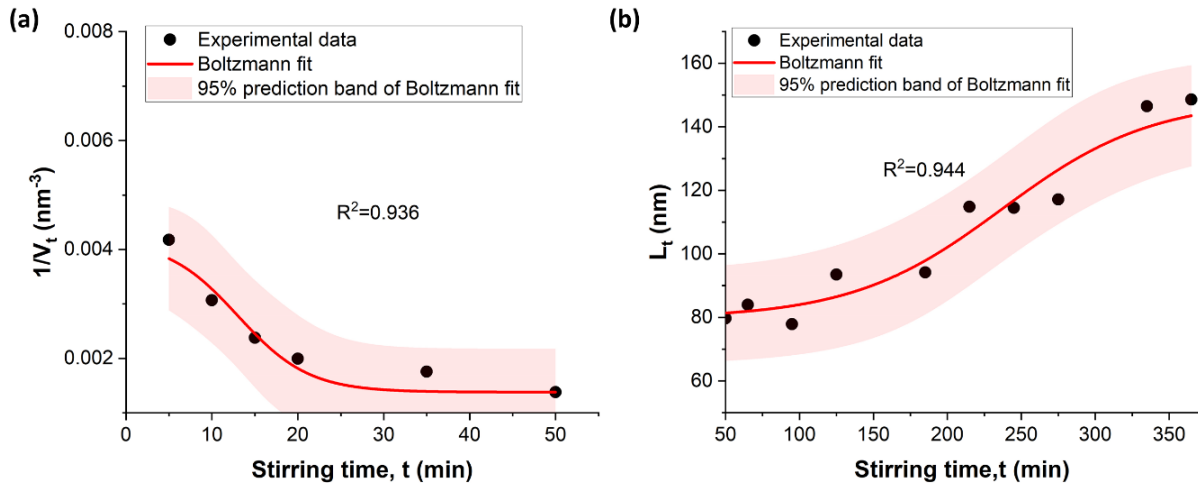 (a)
Experimental data
Boltzmann fit
95% prediction band of Boltzmann fit
R²=0.936
1/Vₜ (nm⁻³)
0.008
0.006
0.004
0.002
0 10 20 30 40 50
Stirring time, t (min)
(b)
Experimental data
Boltzmann fit
95% prediction band of Boltzmann fit
R²=0.944
Lₜ (nm)
160
140
120
100
80
60
50 100 150 200 250 300 350
Stirring time,t (min)